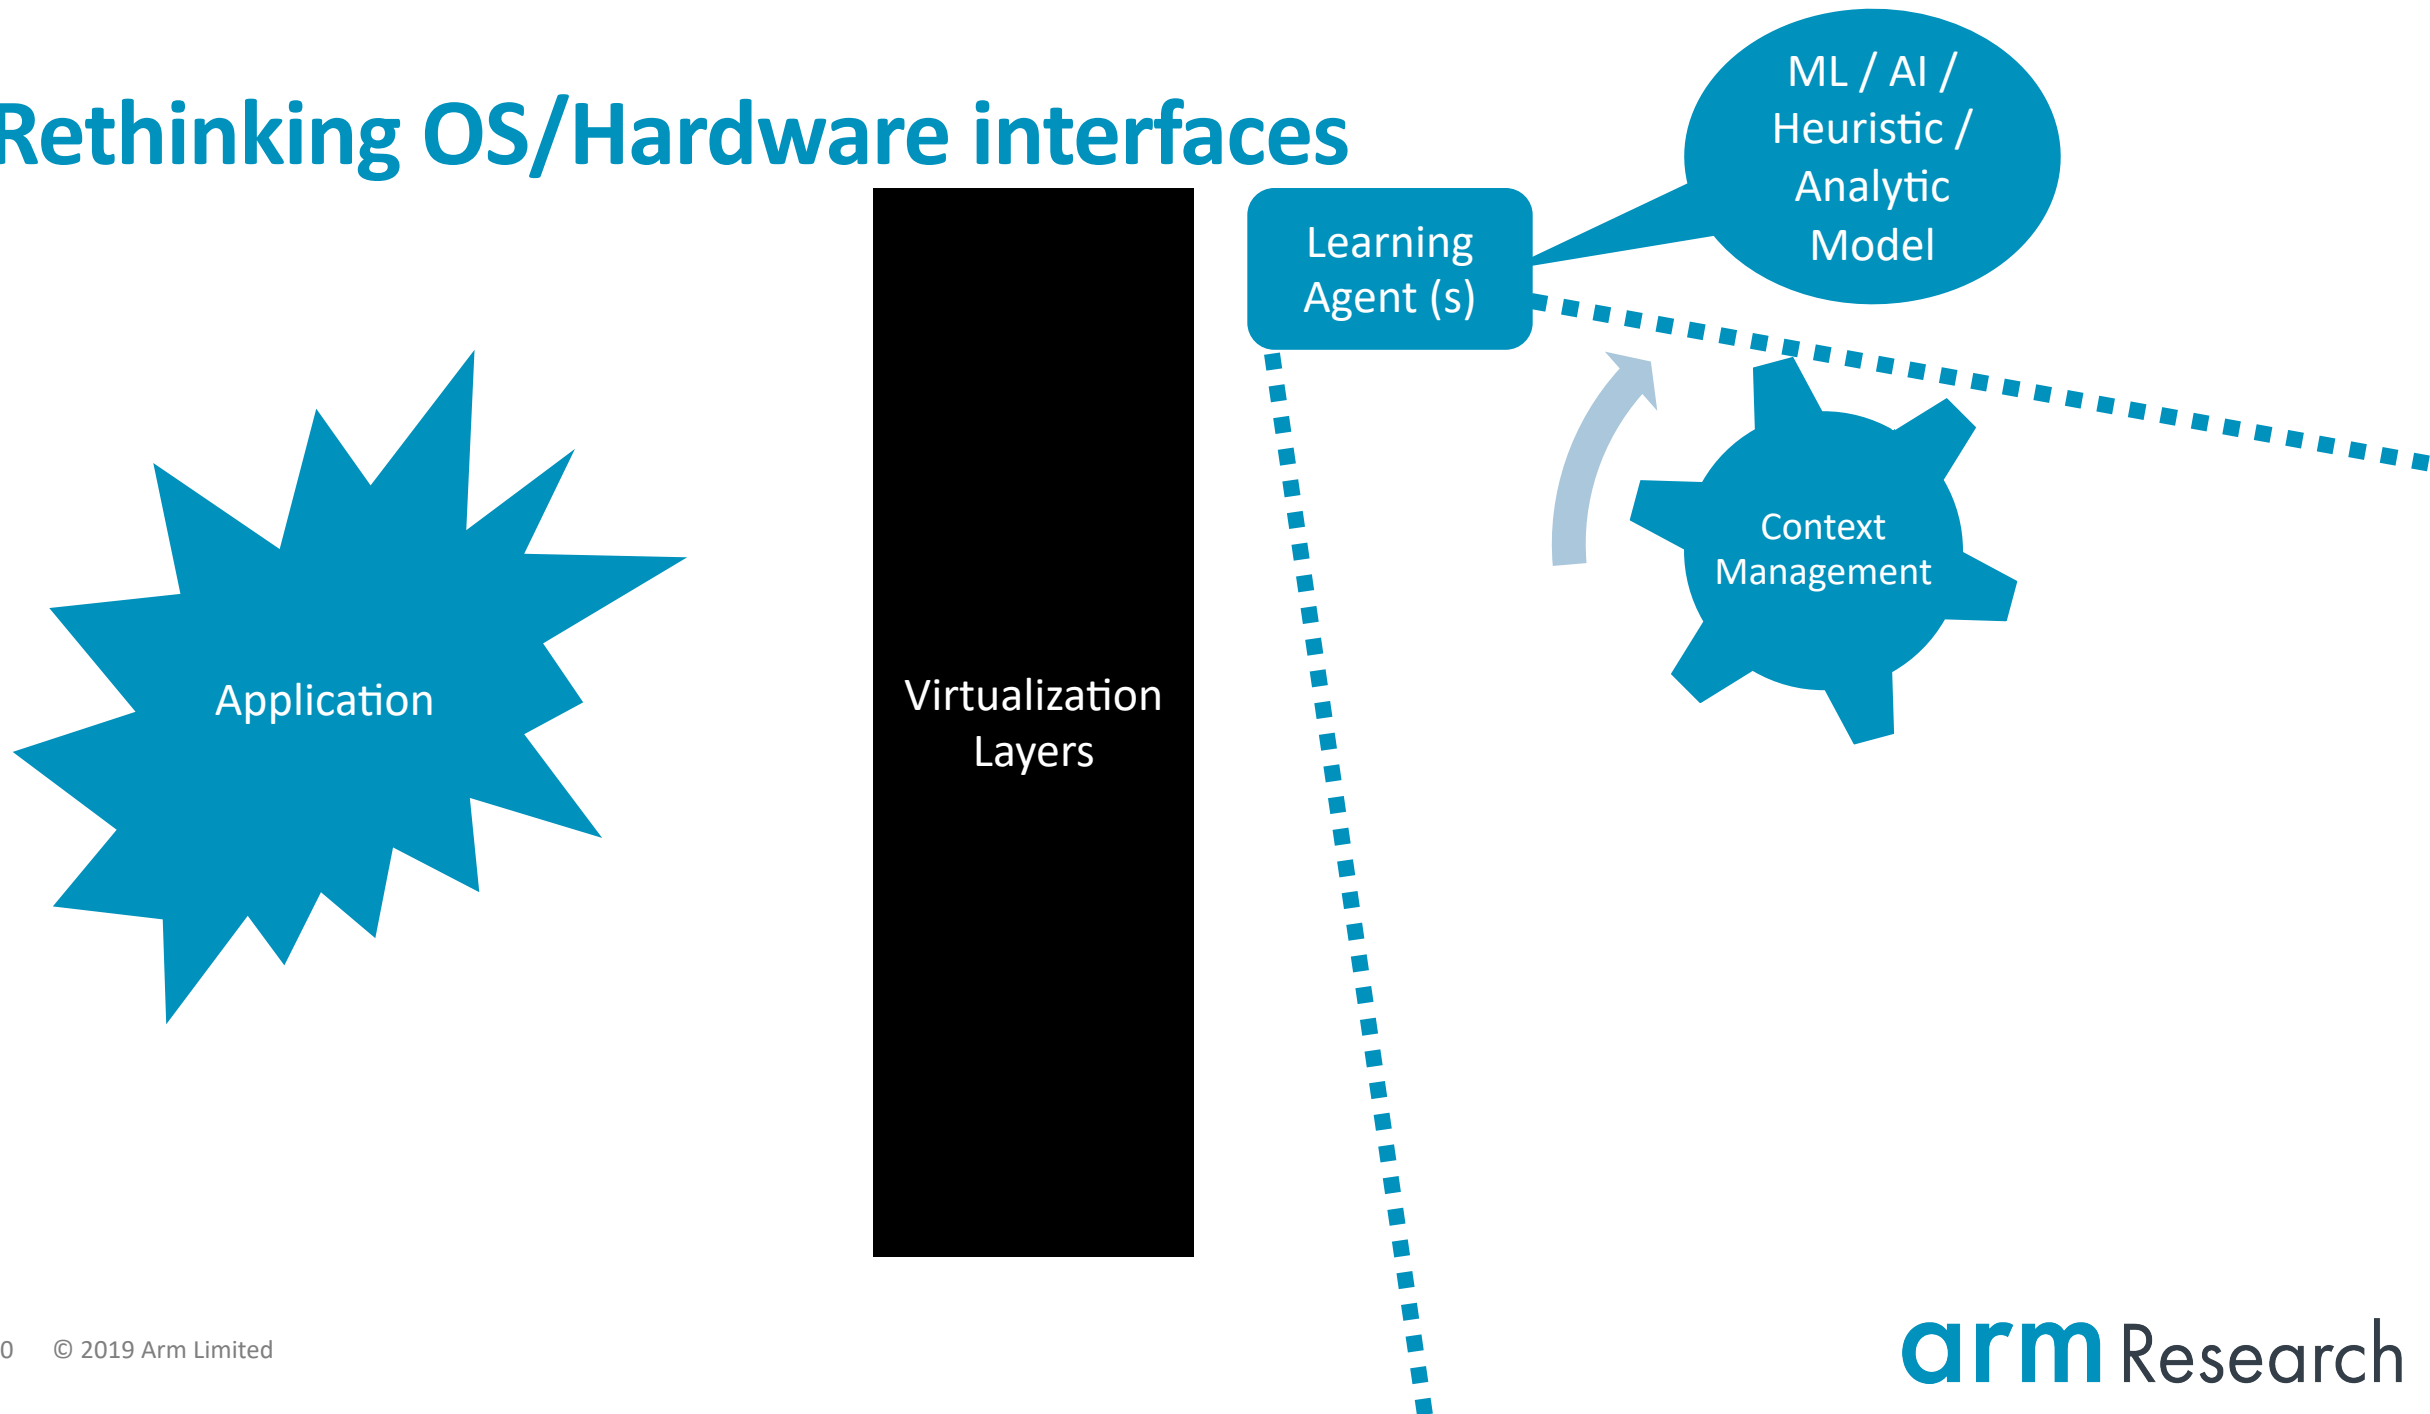 Rethinking OS/Hardware interfaces
ML / AI /
Heuristic /
Analytic
Model
Learning
Agent (s)
Context
Management
Application
Virtualization
Layers
0 © 2019 Arm Limited
arm Research